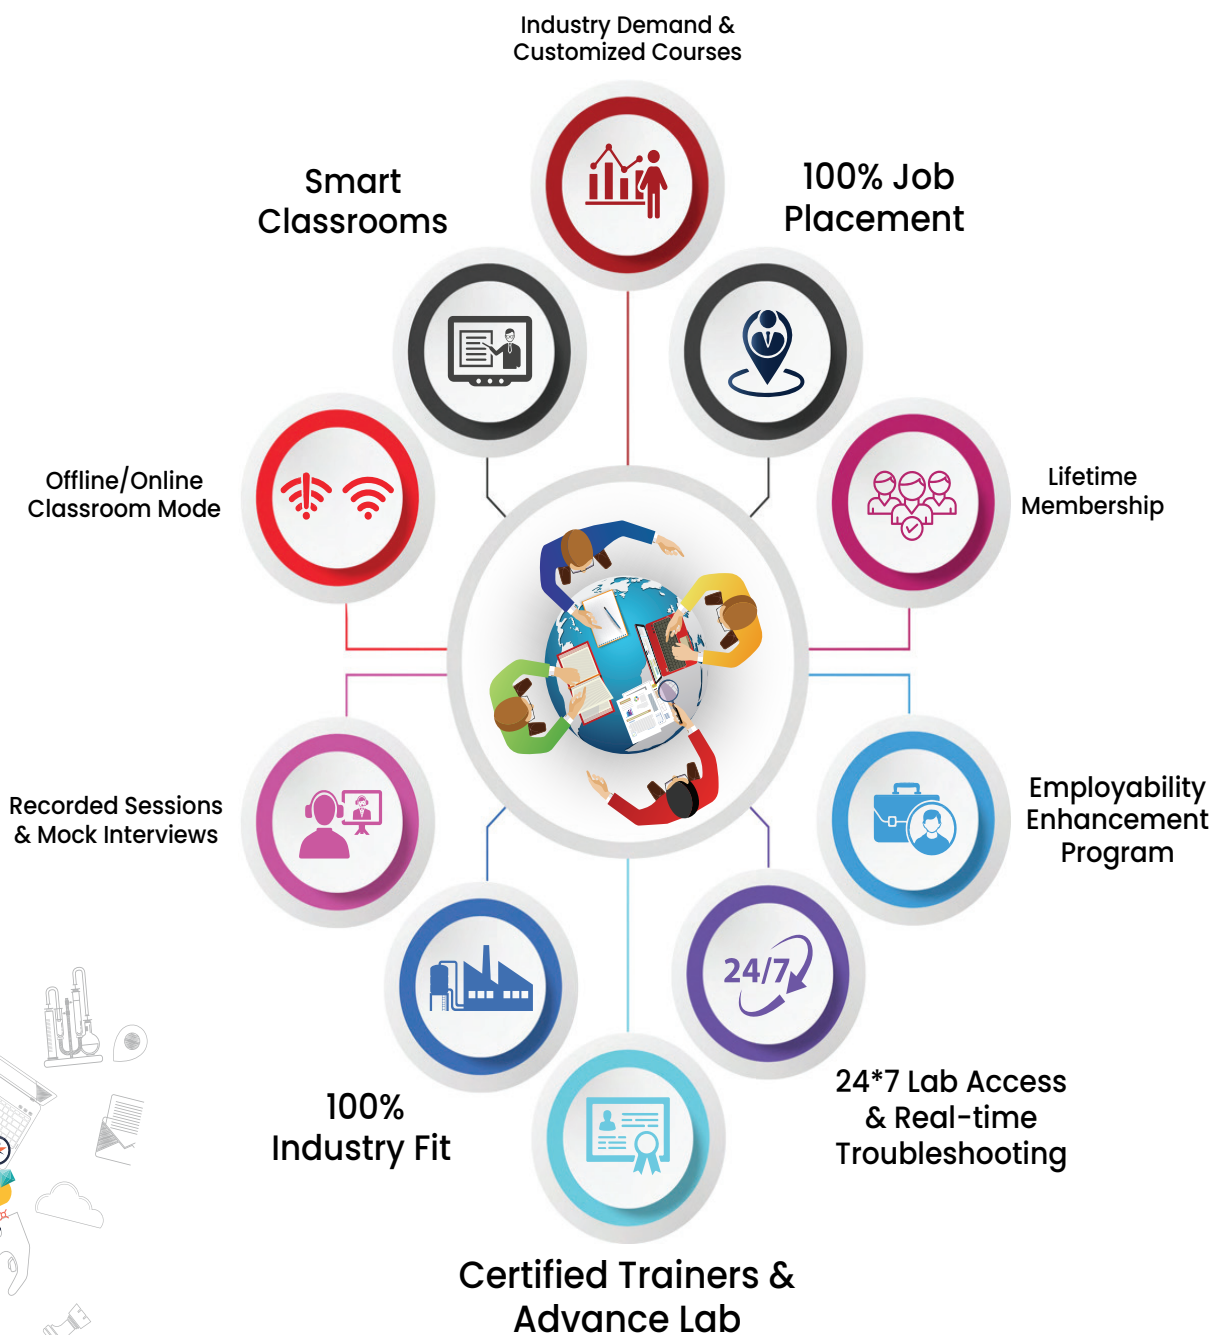 Industry Demand &
Customized Courses
Smart
Classrooms
100% Job
Placement
Offline/Online
Classroom Mode
Lifetime
Membership
Recorded Sessions
& Mock Interviews
Employability
Enhancement
Program
24/7
100%
Industry Fit
24*7 Lab Access
& Real-time
Troubleshooting
Certified Trainers &
Advance Lab